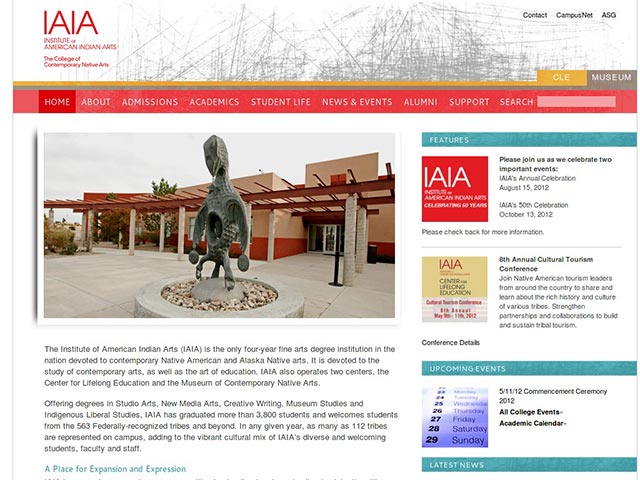 IAIA
INSTITUTE OF
AMERICAN INDIAN ARTS
The College of
Contemporary Native Arts
Contact CampusNet ASG
CLE MUSEUM
HOME ABOUT ADMISSIONS ACADEMICS STUDENT LIFE NEWS & EVENTS ALUMNI SUPPORT SEARCH
FEATURES
IAIA
INSTITUTE OF
AMERICAN INDIAN ARTS
CELEBRATING 50 YEARS
Please join us as we celebrate two
important events:
IAIA's Annual Celebration
August 15, 2012
IAIA's 50th Celebration
October 13, 2012
Please check back for more information.
IAIA
CENTER FOR
LIFELONG
EDUCATION
Cultural Tourism Conference
8th Annual
May 9th - 11th, 2012
8th Annual Cultural Tourism
Conference
Join Native American tourism leaders
from around the country to share and
learn about the rich history and culture
of various tribes. Strengthen
partnerships and collaborations to build
and sustain tribal tourism.
Conference Details
The Institute of American Indian Arts (IAIA) is the only four-year fine arts degree institution in the
nation devoted to contemporary Native American and Alaska Native arts. It is devoted to the
study of contemporary arts, as well as the art of education. IAIA also operates two centers, the
Center for Lifelong Education and the Museum of Contemporary Native Arts.
Offering degrees in Studio Arts, New Media Arts, Creative Writing, Museum Studies and
Indigenous Liberal Studies, IAIA has graduated more than 3,800 students and welcomes students
from the 563 Federally-recognized tribes and beyond. In any given year, as many as 112 tribes
are represented on campus, adding to the vibrant cultural mix of IAIA's diverse and welcoming
students, faculty and staff.
A Place for Expansion and Expression
UPCOMING EVENTS
24 Monday
25 Tuesday
26 Wednesday
27 Thursday
28 Friday
29 Saturday
Sunday
5/11/12 Commencement Ceremony
2012
All College Events»
Academic Calendar»
LATEST NEWS